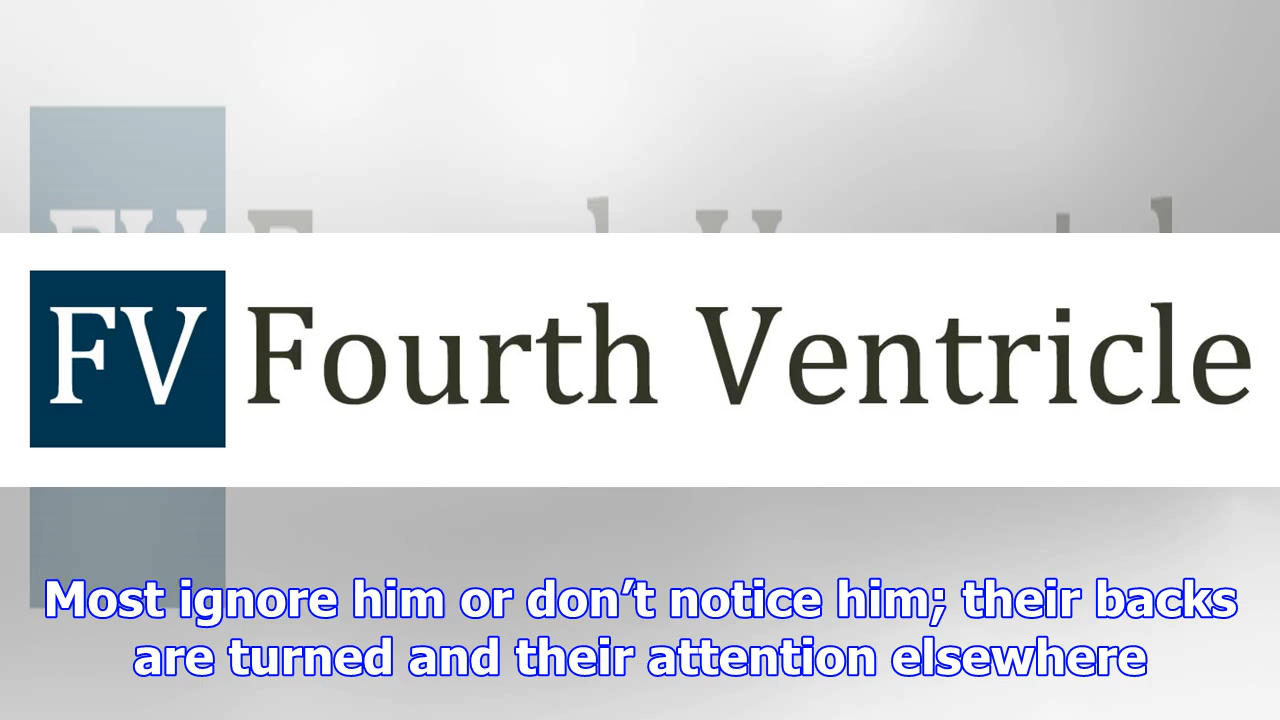 FV Fourth Ventricle
Most ignore him or don’t notice him; their backs
are turned and their attention elsewhere